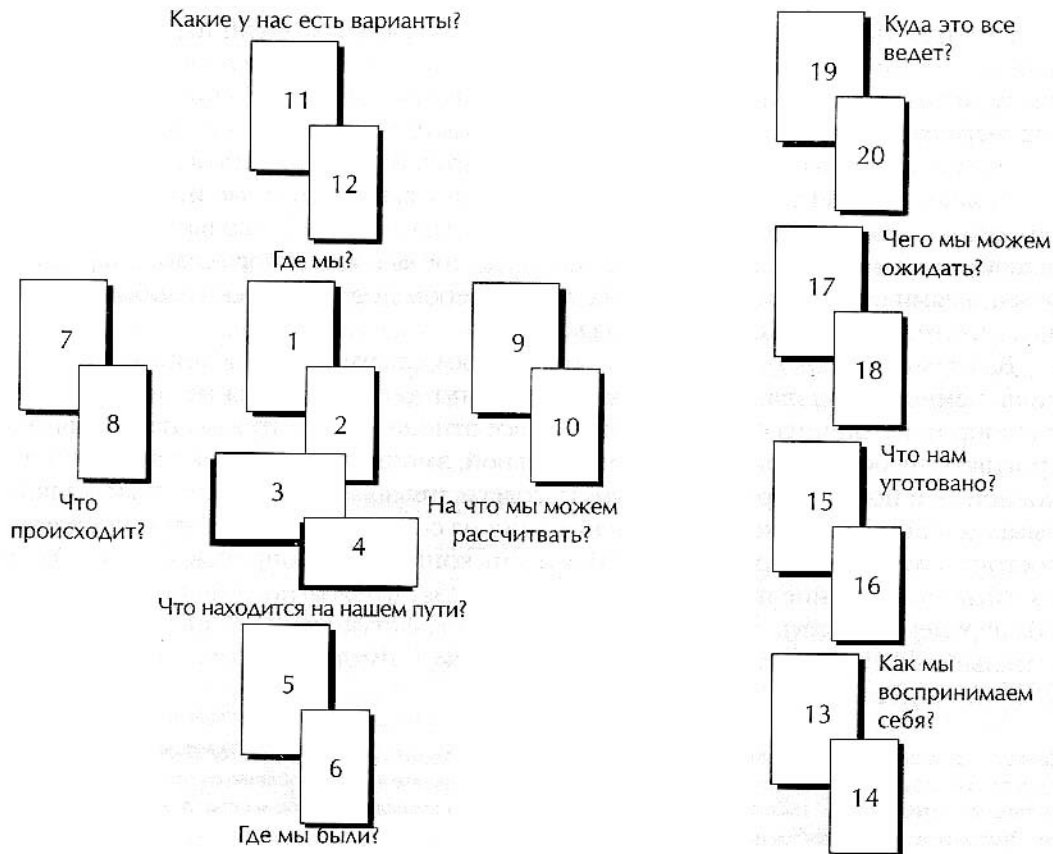 Какие у нас есть варианты?
11
12
Где мы?
7
8
Что
происходит?
1
2
3
4
9
10
На что мы можем
рассчитвать?
Что находится на нашем пути?
5
6
Где мы были?
19
20
Куда это все
ведет?
17
18
Чего мы можем
ожидать?
15
16
Что нам
уготовано?
13
14
Как мы
воспринимаем
себя?